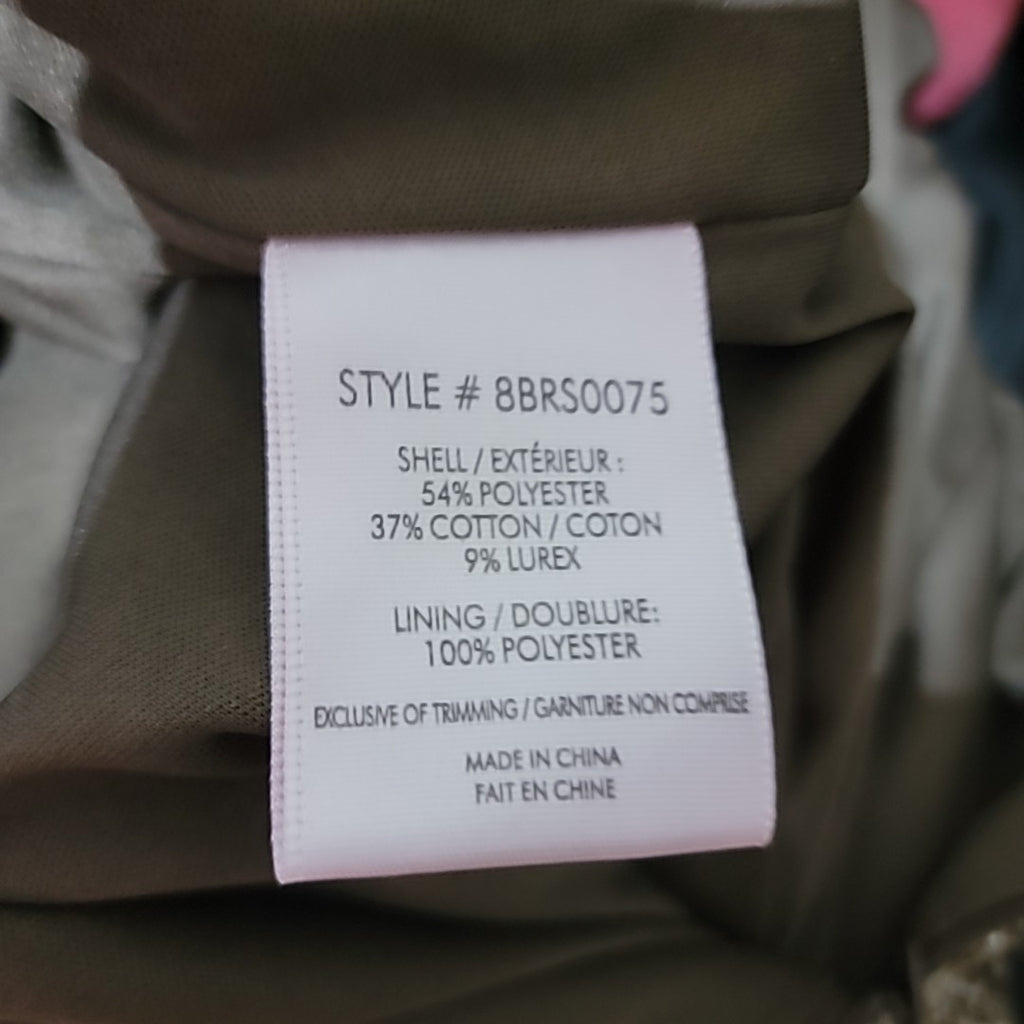 STYLE # 8BRS0075
SHELL / EXTÉRIEUR :
54% POLYESTER
37% COTTON / COTON
9% LUREX
LINING / DOUBLURE:
100% POLYESTER
EXCLUSIVE OF TRIMMING / GARNITURE NON COMPRISE
MADE IN CHINA
FAIT EN CHINE